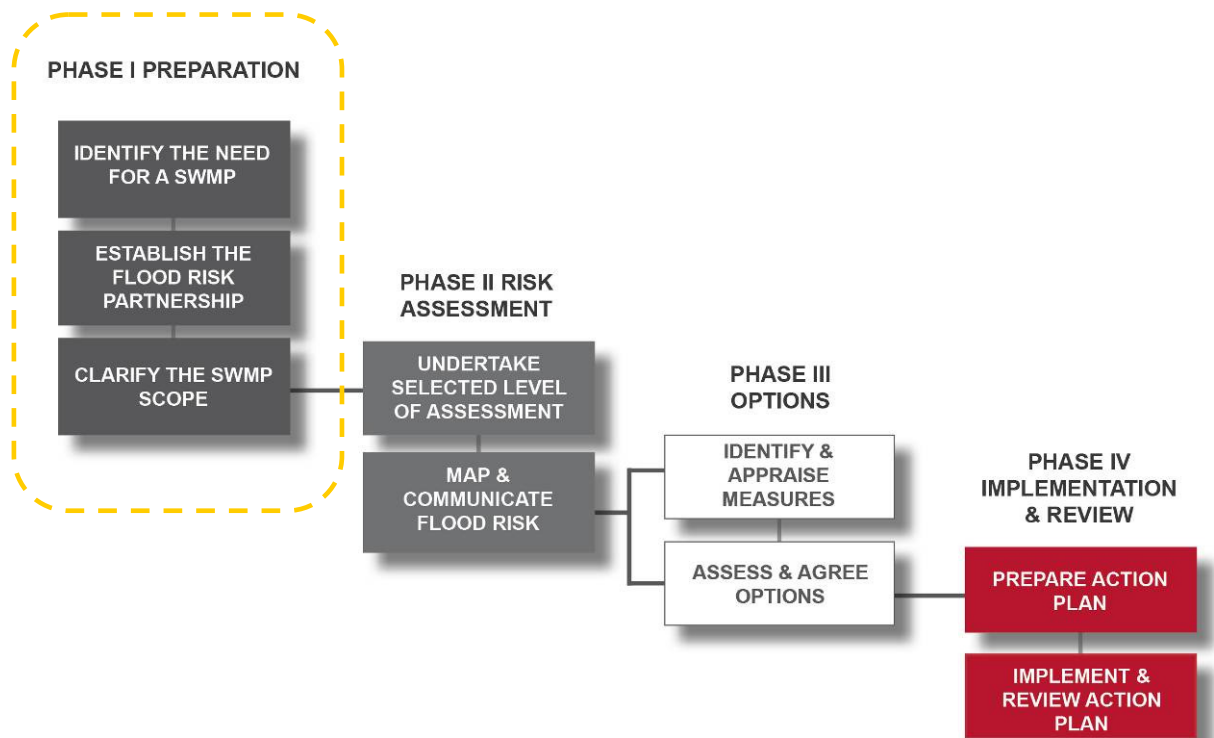 PHASE I PREPARATION
IDENTIFY THE NEED
FOR A SWMP
ESTABLISH THE
FLOOD RISK
PARTNERSHIP
CLARIFY THE SWMP
SCOPE
PHASE II RISK
ASSESSMENT
UNDERTAKE
SELECTED LEVEL
OF ASSESSMENT
MAP &
COMMUNICATE
FLOOD RISK
PHASE III
OPTIONS
IDENTIFY &
APPRAISE
MEASURES
ASSESS & AGREE
OPTIONS
PHASE IV
IMPLEMENTATION
& REVIEW
PREPARE ACTION
PLAN
IMPLEMENT &
REVIEW ACTION
PLAN